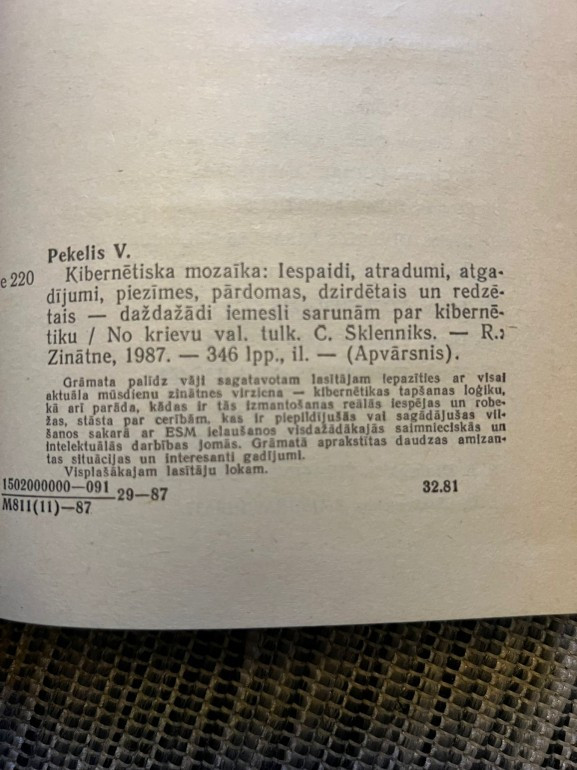 Pekelis V.
e 220
Ķibernētiska mozaīka: Iespaidi, atradumi, atga-
dījumi, piezīmes, pārdomas, dzirdētais un redzē-
tais — daždažādi iemesli sarunām par kibernē-
tiku / No krievu val. tulk. C. Sklenniks. — R.:
Zinātne, 1987. — 346 lpp., il. — (Apvārsnis).
Grāmata palīdz vāji sagatavotam lasītājam iepazīties ar visai
aktuāla mūsdienu zinātnes virziena — kibernētikas tapšanas loģiku,
kā arī parāda, kādas ir tās izmantošanas reālās iespējas un robe-
žas, stāsta par cerībām, kas ir piepildījušās vai sagādājušas vil-
šanos sakarā ar ESM ielaušanos visdažādākajās saimnieciskās un
intelektuālās darbības jomās. Grāmatā aprakstītas daudzas amizan-
tas situācijas un interesanti gadījumi.
Visplašākajam lasītāju lokam.
1502000000—091
M811(11)—87
29—87
32.81